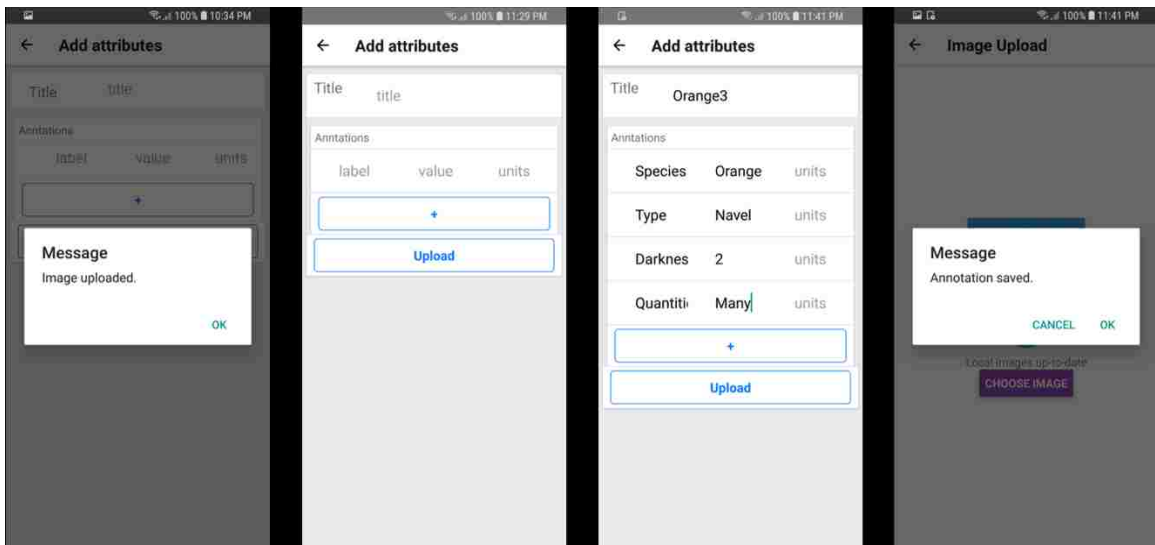 100% 10:34 PM
Add attributes
Title title
Anntations
label value units
+
Message
Image uploaded.
OK
100% 11:29 PM
Add attributes
Title title
Anntations
label value units
+
Upload
100% 11:41 PM
Add attributes
Title Orange3
Anntations
Species Orange units
Type Navel units
Darknes 2 units
Quantiti Many units
+
Upload
100% 11:41 PM
Image Upload
Message
Annotation saved.
CANCEL OK
Local images up-to-date
CHOOSE IMAGE